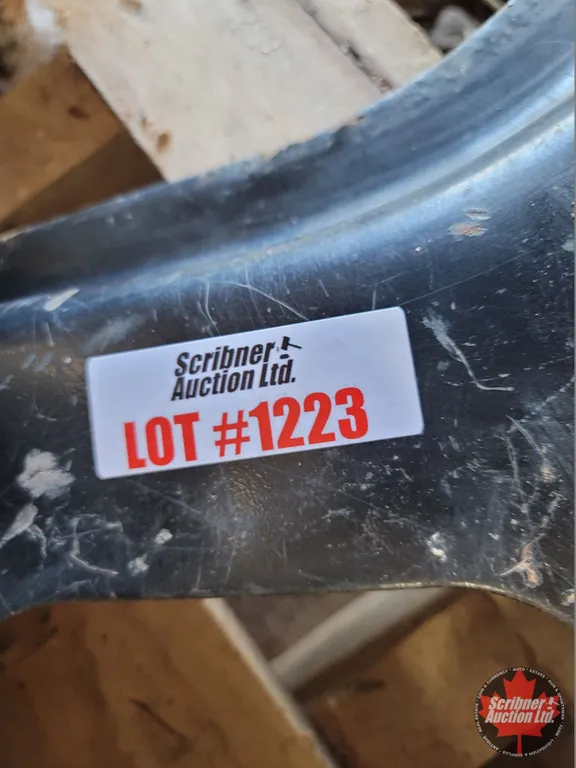 Scribner
Auction Ltd.
LOT #1223
Scribner
Auction Ltd.